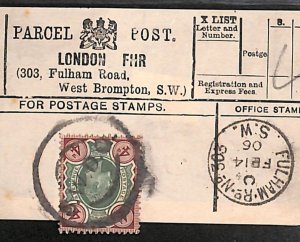 PARCEL POST.
LONDON FHR
(303, Fulham Road,
West Brompton, S.W.)
X LIST
Letter and
Number.
S.
Postage
Registration and
Express Fees.
FOR POSTAGE STAMPS.
OFFICE STAMP
FULHAM RD No 303
S.W.
FE 14
06